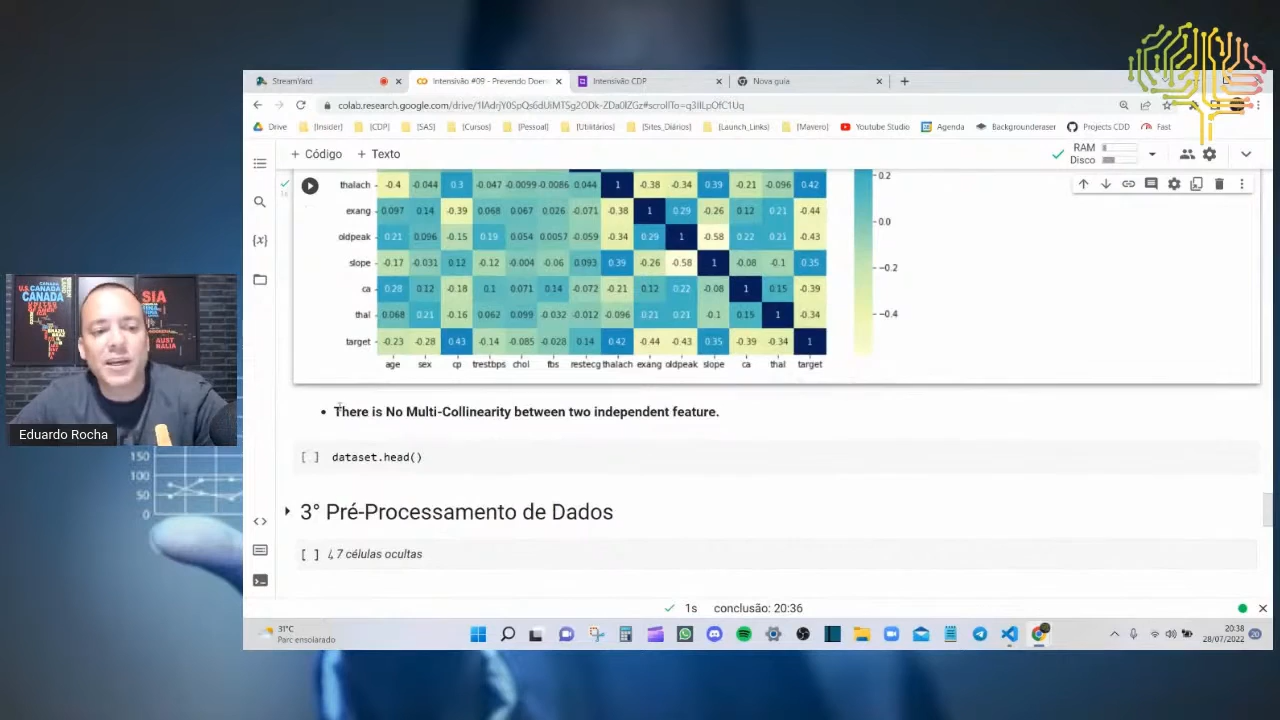 StreamYard
Intensivão #09 - Prevendo Doen
Intensivão CDP
Nova guia
colab.research.google.com/drive/
Drive
[Insider]
[CDP]
[SAS]
[Cursos]
[Pessoal]
[Utilitários]
[Sites_Diários]
[Launch_Links]
[Mavero]
Youtube Studio
Agenda
Backgrounderaser
Projects CDD
Fast
+ Código
+ Texto
RAM
Disco
thalach -0.4 -0.044 0.3 -0.047 -0.0099 -0.0086 0.044 1 -0.38 -0.34 0.39 -0.21 -0.096 0.42
exang 0.097 0.14 -0.39 0.068 0.067 0.026 -0.071 -0.38 1 0.29 -0.26 0.12 0.21 -0.44
oldpeak 0.21 0.096 -0.15 0.19 0.054 0.0057 -0.059 -0.34 0.29 1 -0.58 0.22 0.21 -0.43
slope -0.17 -0.031 0.12 -0.12 -0.004 -0.06 0.093 0.39 -0.26 -0.58 1 -0.08 -0.1 0.35
ca 0.28 0.12 -0.18 0.1 0.071 0.14 -0.072 -0.21 0.12 0.22 -0.08 1 0.15 -0.39
thal 0.068 0.21 -0.16 0.062 0.099 -0.032 -0.012 -0.096 0.21 0.21 -0.1 0.15 1 -0.34
target -0.23 -0.28 0.43 -0.14 -0.085 -0.028 0.14 0.42 -0.44 -0.43 0.35 -0.39 -0.34 1
age sex cp trestbps chol fbs restecg thalach exang oldpeak slope ca thal target
0.2
0.0
-0.2
-0.4
• There is No Multi-Collinearity between two independent feature.
[ ] dataset.head()
3° Pré-Processamento de Dados
[ ] ↳ 7 células ocultas
1s conclusão: 20:36
31°C
Parc ensolarado
20:38
28/07/2022
20
CANADA
CANADA
SIA
AUST
Eduardo Rocha
150
100
50
0